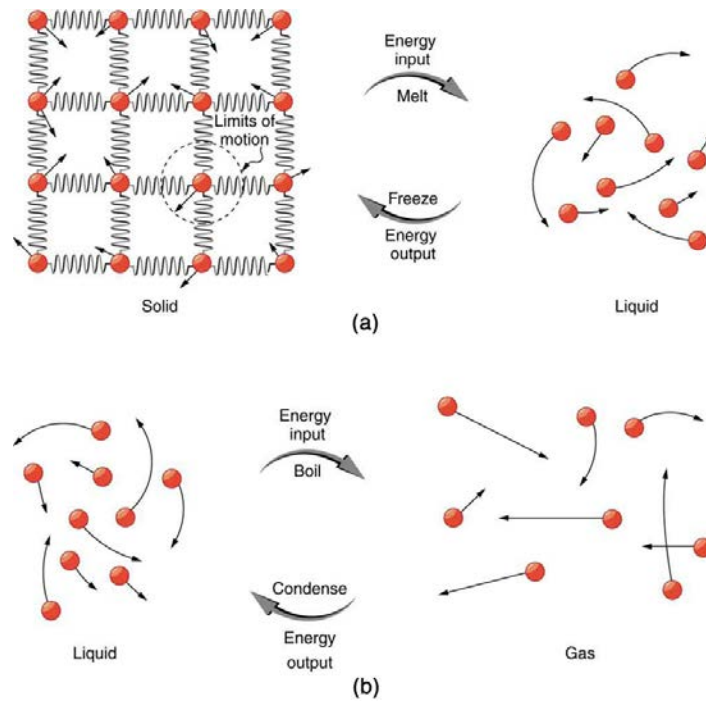 Limits of
motion
Solid
Energy
input
Melt
Freeze
Energy
output
Liquid
(a)
Liquid
Energy
input
Boil
Condense
Energy
output
Gas
(b)